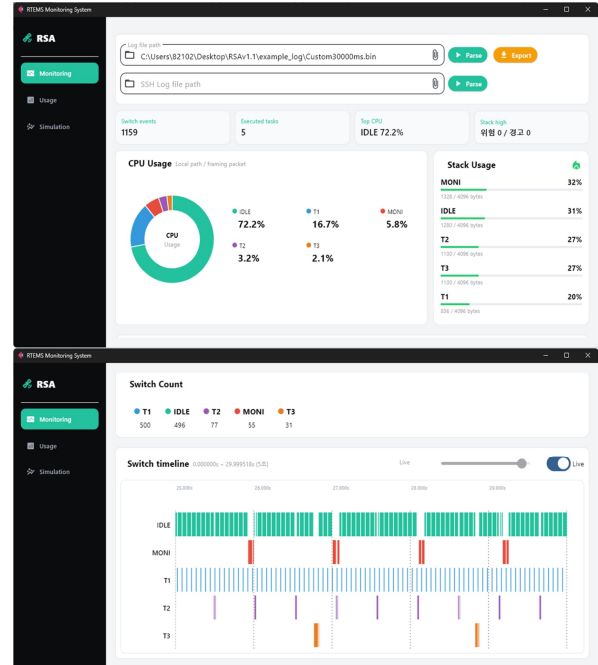 RTEMS Monitoring System
RSA
Monitoring
Usage
Simulation
Log file path
C:\Users\82102\Desktop\RSAv1.1\example_log\Custom30000ms.bin
Parse
Export
SSH Log file path
Parse
Switch events
1159
Executed tasks
5
Top CPU
IDLE 72.2%
Stack high
위험 0 / 경고 0
CPU Usage Local path / framing packet
CPU
Usage
IDLE
72.2%
T1
16.7%
MONI
5.8%
T2
3.2%
T3
2.1%
Stack Usage
MONI 32%
1328 / 4096 bytes
IDLE 31%
1280 / 4096 bytes
T2 27%
1100 / 4096 bytes
T3 27%
1100 / 4096 bytes
T1 20%
836 / 4096 bytes
RTEMS Monitoring System
RSA
Monitoring
Usage
Simulation
Switch Count
T1 IDLE T2 MONI T3
500 496 77 55 31
Switch timeline 0.000000s ~ 29.999518s (5초)
Live
Live
25.000s 26.000s 27.000s 28.000s 29.000s
IDLE
MONI
T1
T2
T3